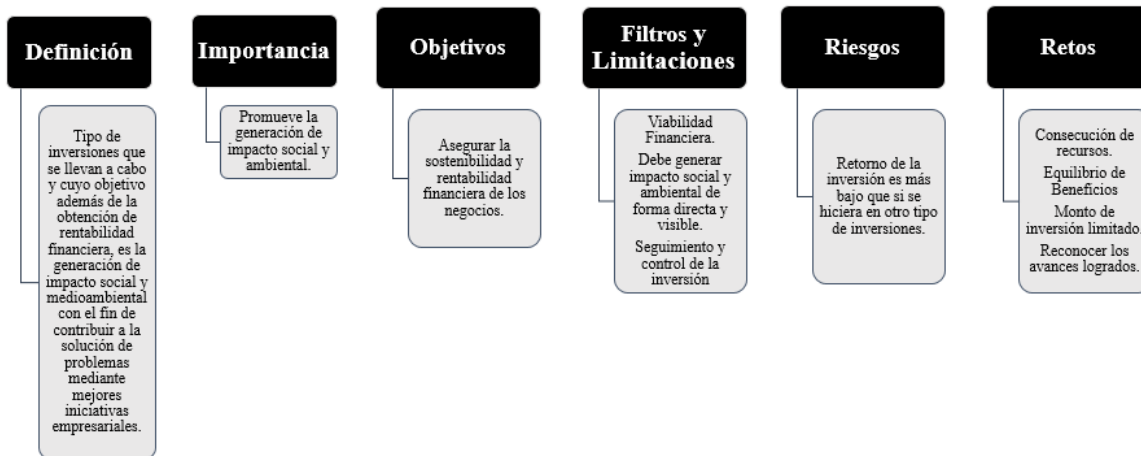 Definición
Tipo de
inversiones que
se llevan a cabo
y cuyo objetivo
además de la
obtención de
rentabilidad
financiera, es la
generación de
impacto social y
medioambiental
con el fin de
contribuir a la
solución de
problemas
mediante
mejores
iniciativas
empresariales.
Importancia
Promueve la
generación de
impacto social y
ambiental.
Objetivos
Asegurar la
sostenibilidad y
rentabilidad
financiera de los
negocios.
Filtros y
Limitaciones
Viabilidad
Financiera.
Debe generar
impacto social y
ambiental de
forma directa y
visible.
Seguimiento y
control de la
inversión
Riesgos
Retorno de la
inversión es más
bajo que si se
hiciera en otro tipo
de inversiones.
Retos
Consecución de
recursos.
Equilibrio de
Beneficios
Monto de
inversión limitado.
Reconocer los
avances logrados.